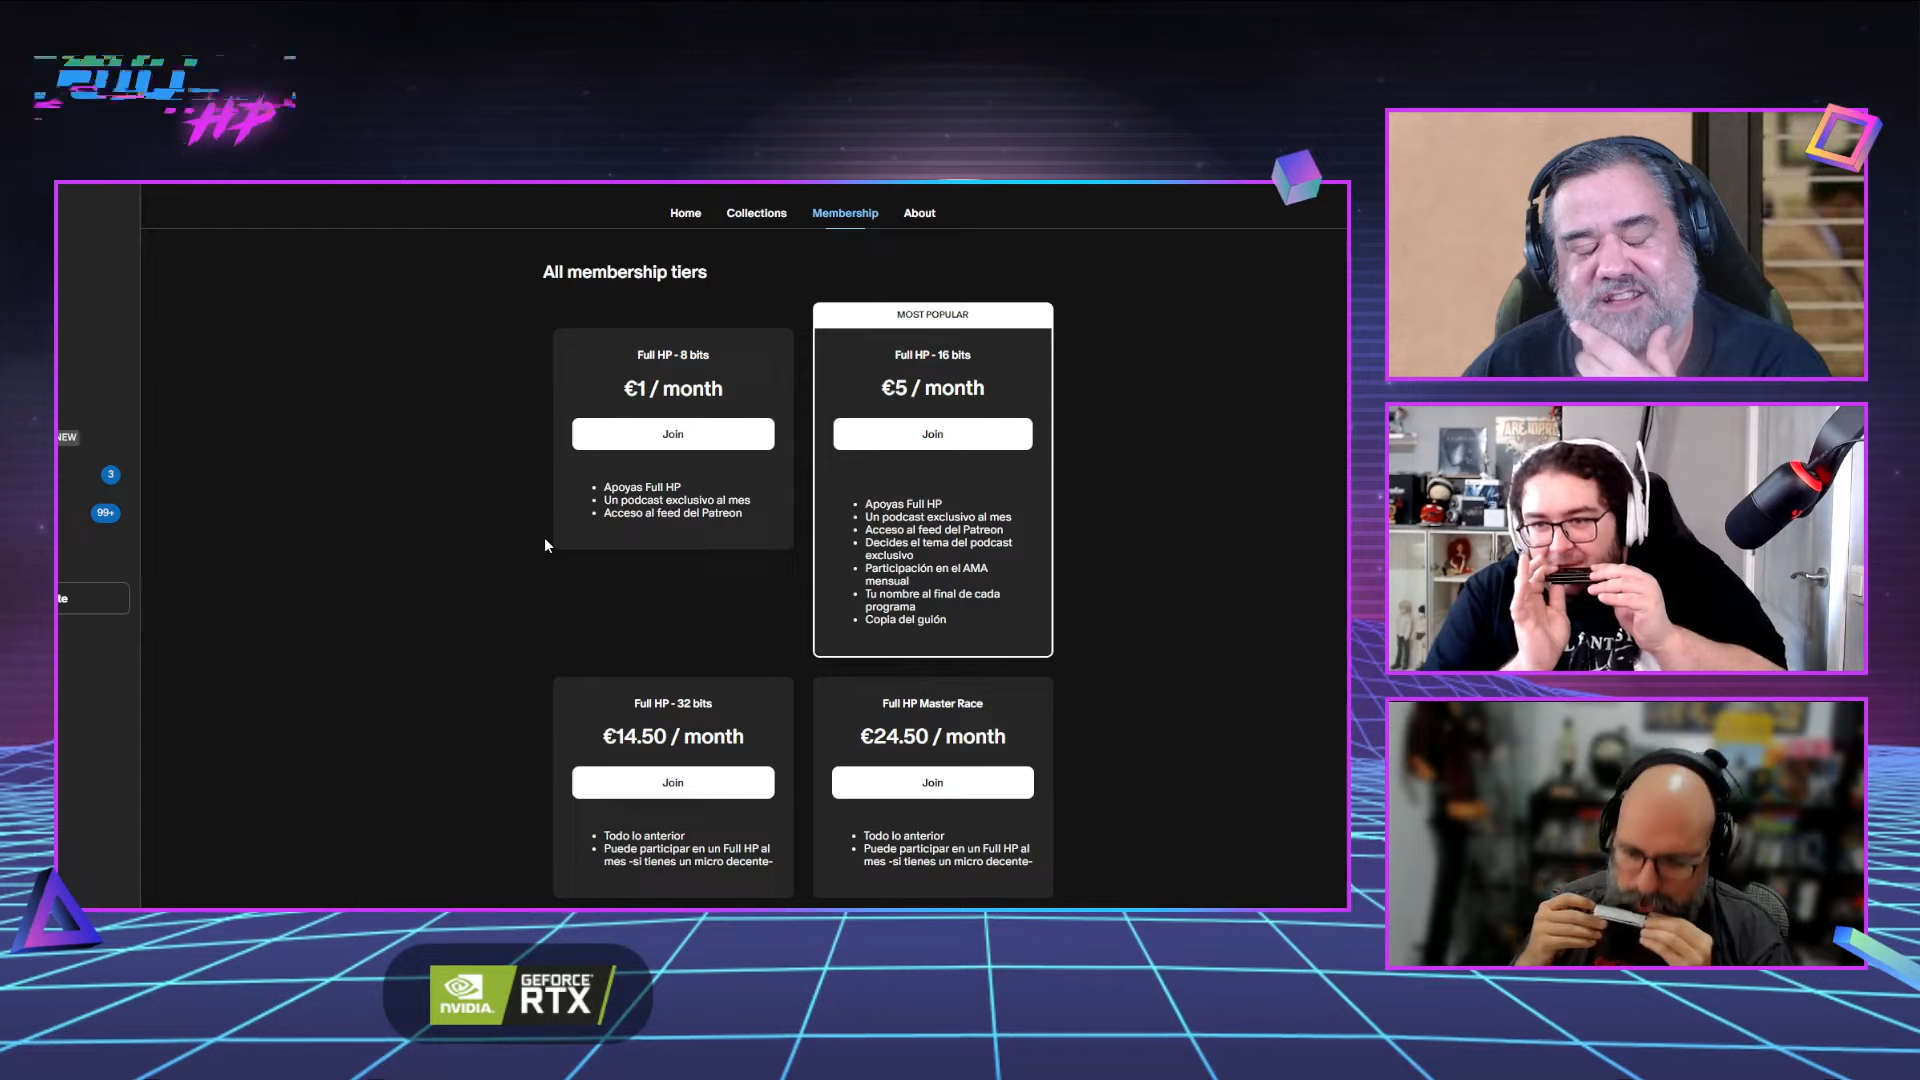 FULL
HP
Home Collections Membership About
All membership tiers
NEW
3
99+
te
Full HP - 8 bits
€1 / month
Join
Apoyas Full HP
Un podcast exclusivo al mes
Acceso al feed del Patreon
MOST POPULAR
Full HP - 16 bits
€5 / month
Join
Apoyas Full HP
Un podcast exclusivo al mes
Acceso al feed del Patreon
Decides el tema del podcast
exclusivo
Participación en el AMA
mensual
Tu nombre al final de cada
programa
Copia del guión
Full HP - 32 bits
€14.50 / month
Join
Todo lo anterior
Puede participar en un Full HP al
mes -si tienes un micro decente-
Full HP Master Race
€24.50 / month
Join
Todo lo anterior
Puede participar en un Full HP al
mes -si tienes un micro decente-
NVIDIA.
GEFORCE
RTX